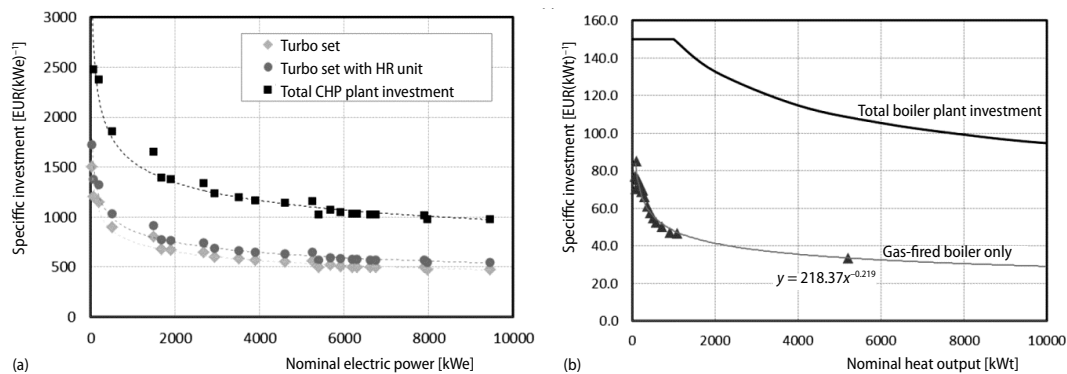 3000
2500
2000
1500
1000
500
0
0
2000
4000
6000
8000
10000
Speciffic investment [EUR(kWe)⁻¹]
Turbo set
Turbo set with HR unit
Total CHP plant investment
(a)
Nominal electric power [kWe]
160.0
140.0
120.0
100.0
80.0
60.0
40.0
20.0
0.0
0
2000
4000
6000
8000
10000
Speciffic investment [EUR(kWt)⁻¹]
Total boiler plant investment
Gas-fired boiler only
y = 218.37x⁻⁰·²¹⁹
(b)
Nominal heat output [kWt]